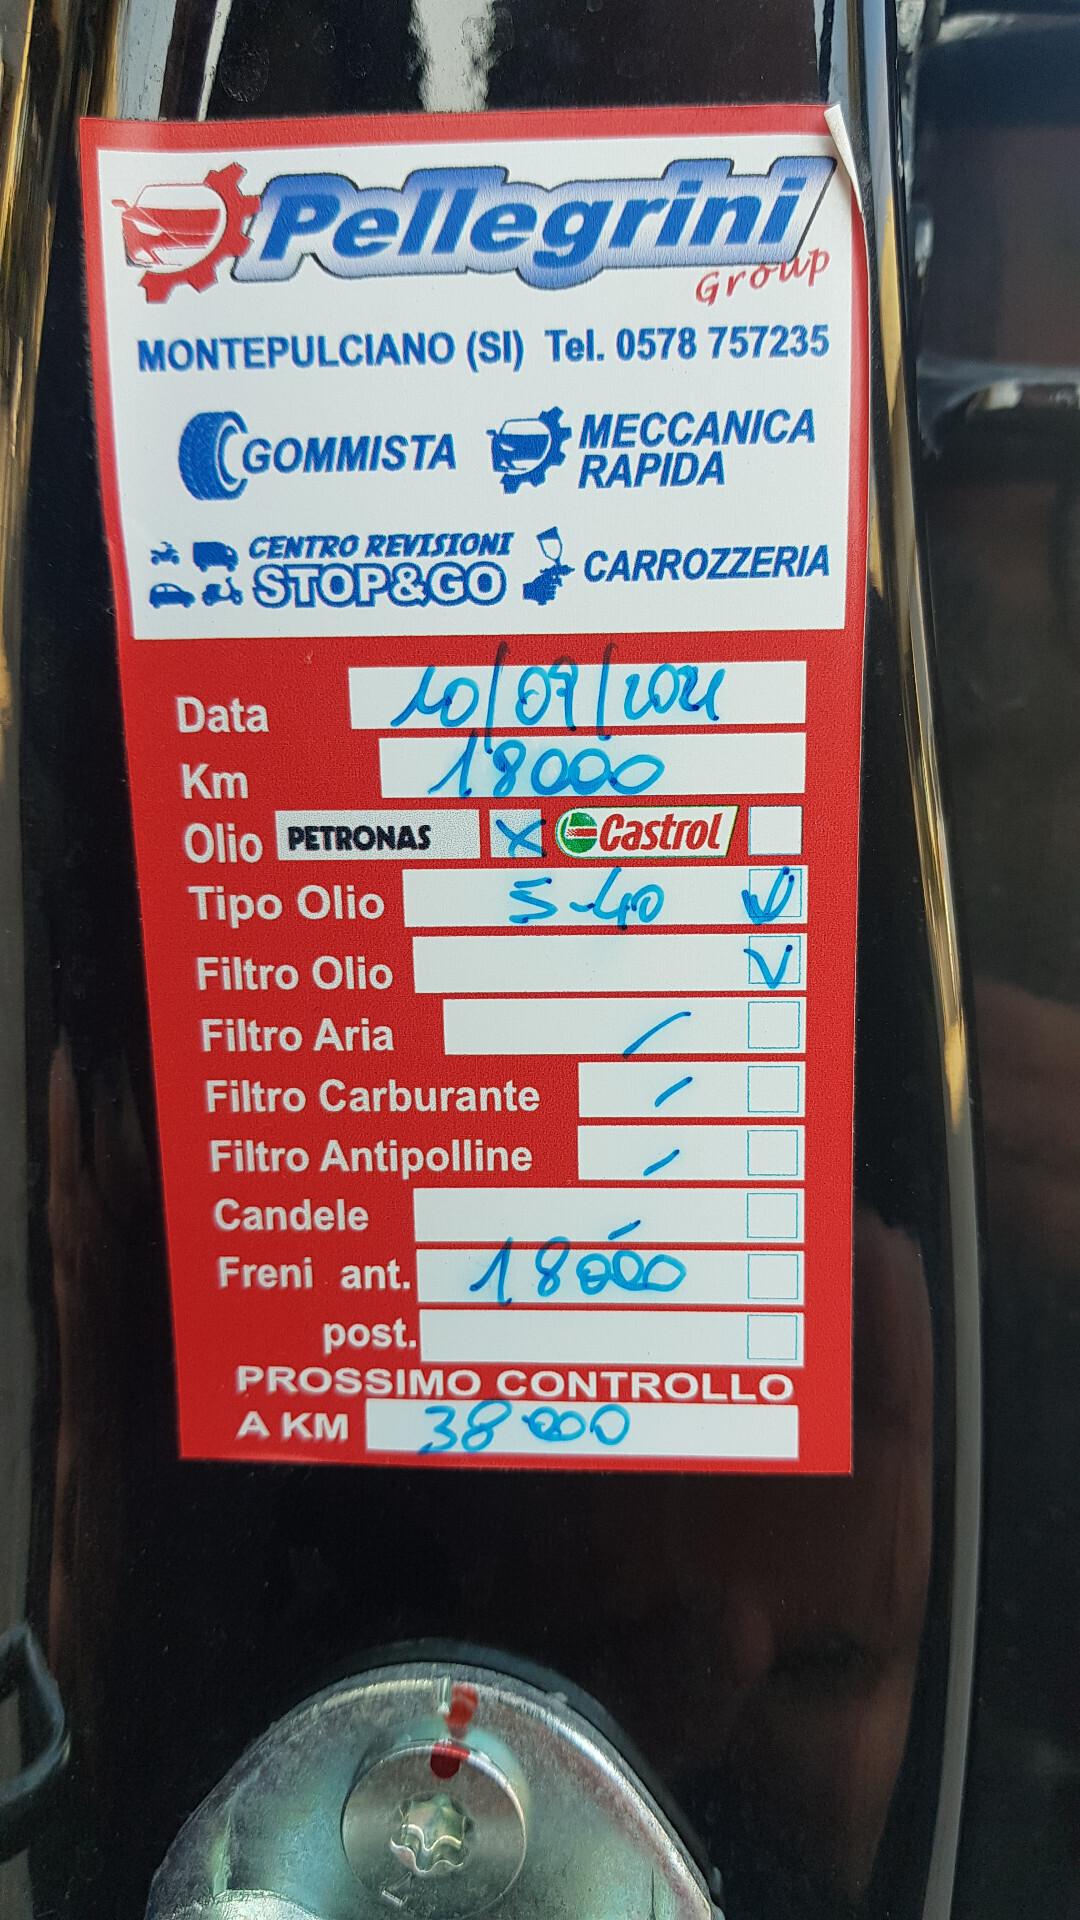 Pellegrini
Group
MONTEPULCIANO (SI) Tel. 0578 757235
GOMMISTA
MECCANICA
RAPIDA
CENTRO REVISIONI
STOP&GO
CARROZZERIA
Data 10/09/2021
Km 18000
Olio PETRONAS X Castrol
Tipo Olio 5-40 V
Filtro Olio V
Filtro Aria /
Filtro Carburante /
Filtro Antipolline /
Candele /
Freni ant. 18000
post.
PROSSIMO CONTROLLO
A KM 38000